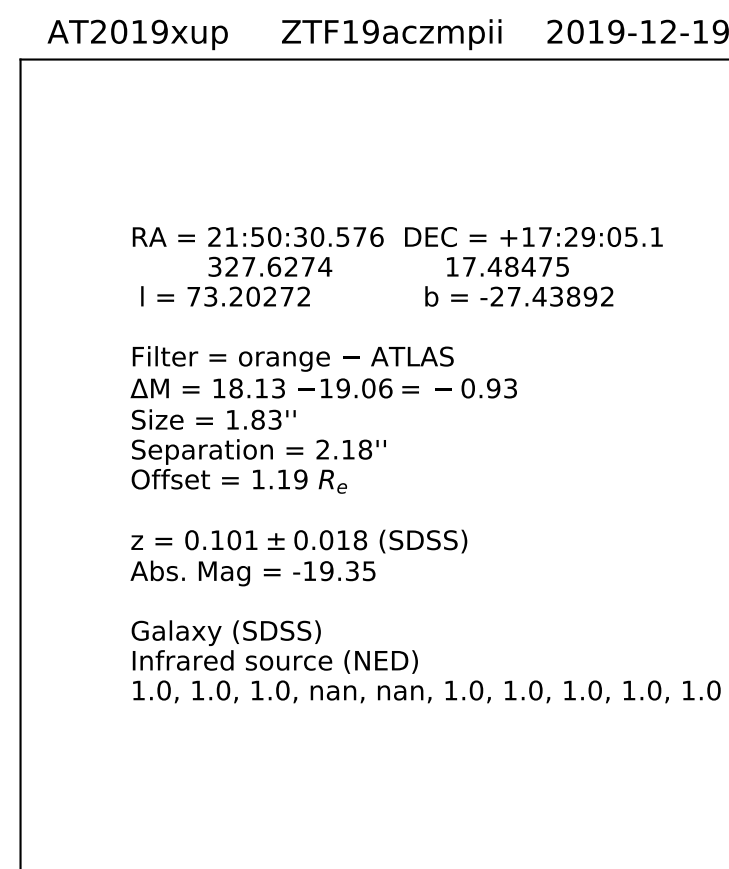 AT2019xup ZTF19aczmpii 2019-12-19
RA = 21:50:30.576 DEC = +17:29:05.1
327.6274 17.48475
l = 73.20272 b = -27.43892
Filter = orange − ATLAS
ΔM = 18.13 −19.06 = − 0.93
Size = 1.83''
Separation = 2.18''
Offset = 1.19 Rₑ
z = 0.101 ± 0.018 (SDSS)
Abs. Mag = -19.35
Galaxy (SDSS)
Infrared source (NED)
1.0, 1.0, 1.0, nan, nan, 1.0, 1.0, 1.0, 1.0, 1.0